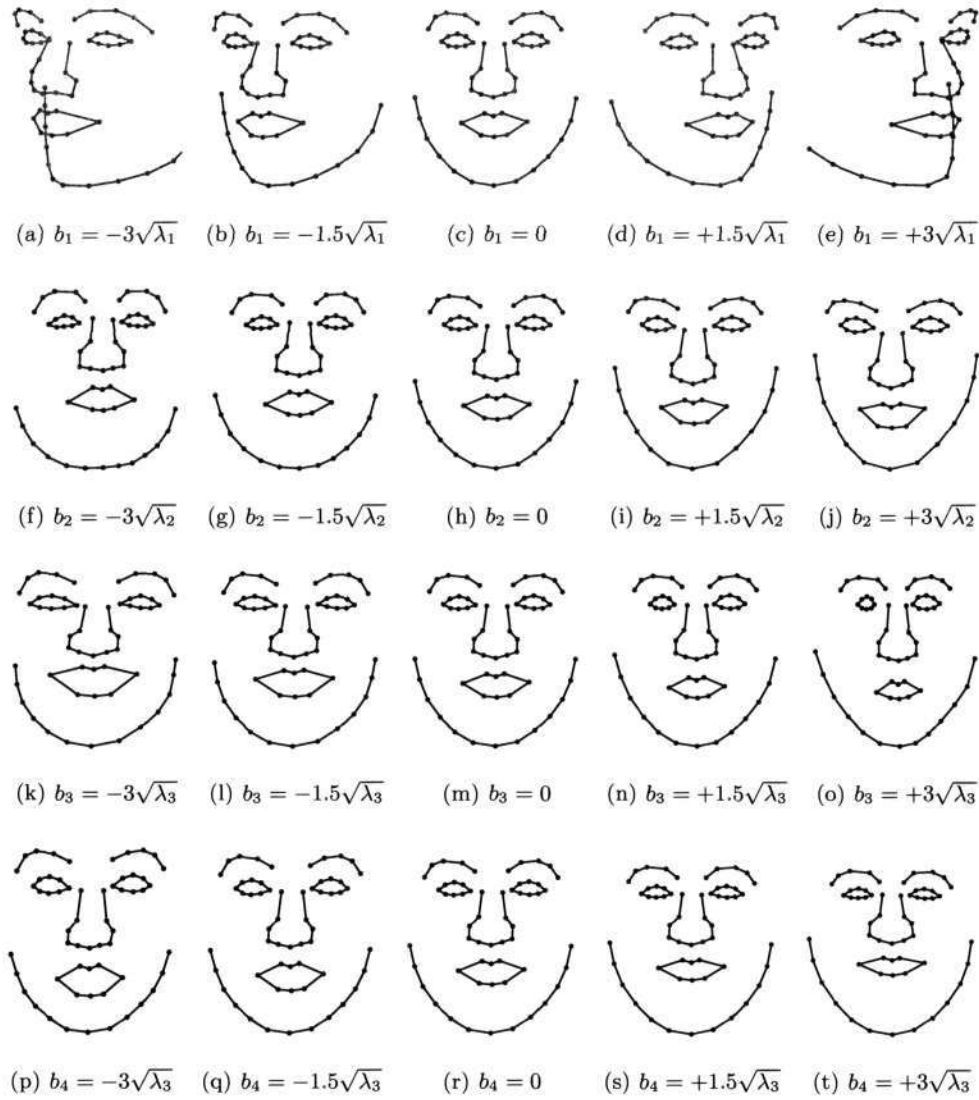 (a) b₁ = −3√λ₁ (b) b₁ = −1.5√λ₁ (c) b₁ = 0 (d) b₁ = +1.5√λ₁ (e) b₁ = +3√λ₁
(f) b₂ = −3√λ₂ (g) b₂ = −1.5√λ₂ (h) b₂ = 0 (i) b₂ = +1.5√λ₂ (j) b₂ = +3√λ₂
(k) b₃ = −3√λ₃ (l) b₃ = −1.5√λ₃ (m) b₃ = 0 (n) b₃ = +1.5√λ₃ (o) b₃ = +3√λ₃
(p) b₄ = −3√λ₃ (q) b₄ = −1.5√λ₃ (r) b₄ = 0 (s) b₄ = +1.5√λ₃ (t) b₄ = +3√λ₃